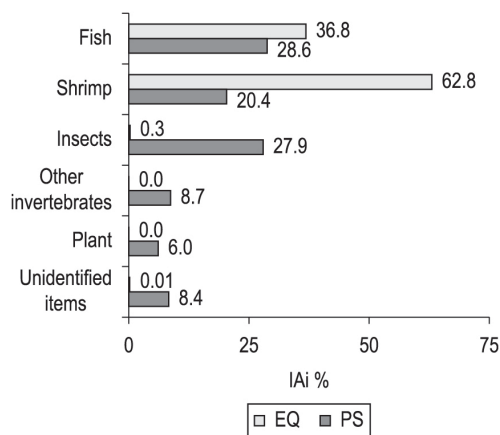 Fish
36.8
28.6
Shrimp
62.8
20.4
Insects
0.3
27.9
Other
invertebrates
0.0
8.7
Plant
0.0
6.0
Unidentified
items
0.01
8.4
0 25 50 75
IAi %
EQ PS